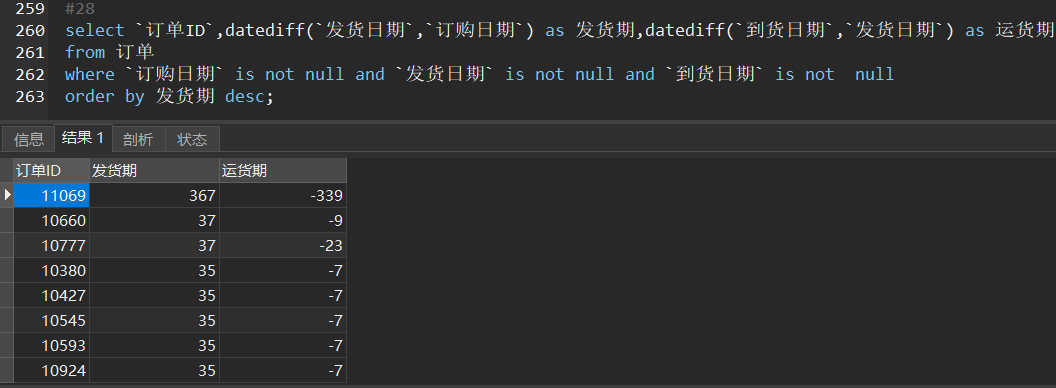 259 #28
260 select `订单ID`,datediff(`发货日期`,`订购日期`) as 发货期,datediff(`到货日期`,`发货日期`) as 运货期
261 from 订单
262 where `订购日期` is not null and `发货日期` is not null and `到货日期` is not  null
263 order by 发货期 desc;
信息 结果 1 剖析 状态
订单ID 发货期 运货期
11069 367 -339
10660 37 -9
10777 37 -23
10380 35 -7
10427 35 -7
10545 35 -7
10593 35 -7
10924 35 -7